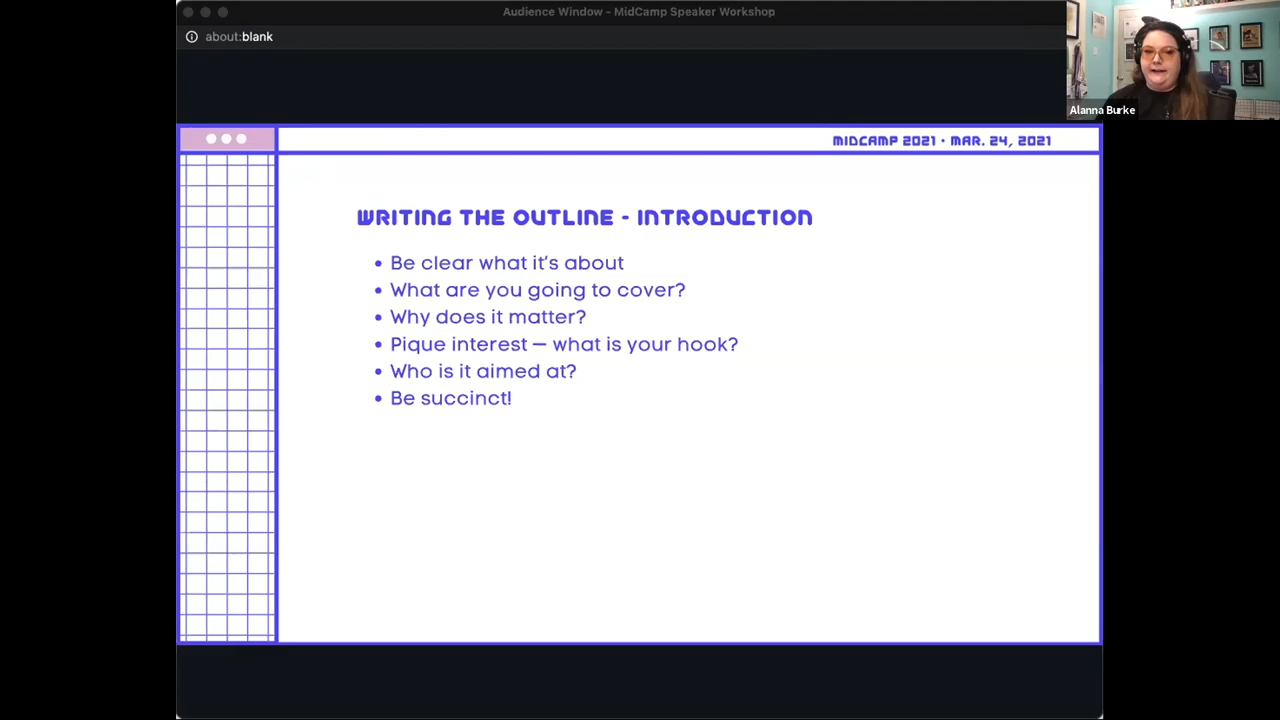 Audience Window - MidCamp Speaker Workshop
about:blank
Alanna Burke
MIDCAMP 2021 • MAR. 24, 2021
WRITING THE OUTLINE - INTRODUCTION
• Be clear what it's about
• What are you going to cover?
• Why does it matter?
• Pique interest — what is your hook?
• Who is it aimed at?
• Be succinct!